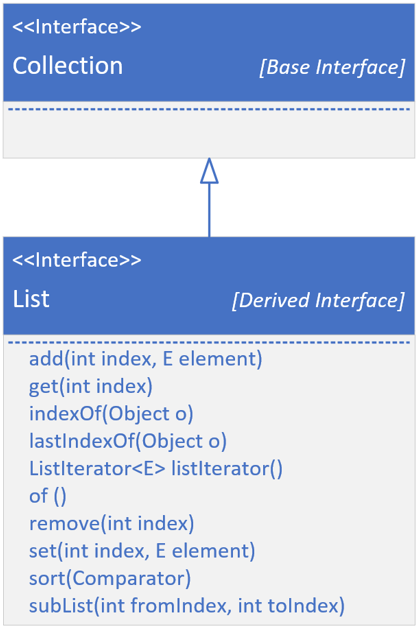 <<Interface>>
Collection [Base Interface]
<<Interface>>
List [Derived Interface]
add(int index, E element)
get(int index)
indexOf(Object o)
lastIndexOf(Object o)
ListIterator<E> listIterator()
of ()
remove(int index)
set(int index, E element)
sort(Comparator)
subList(int fromIndex, int toIndex)